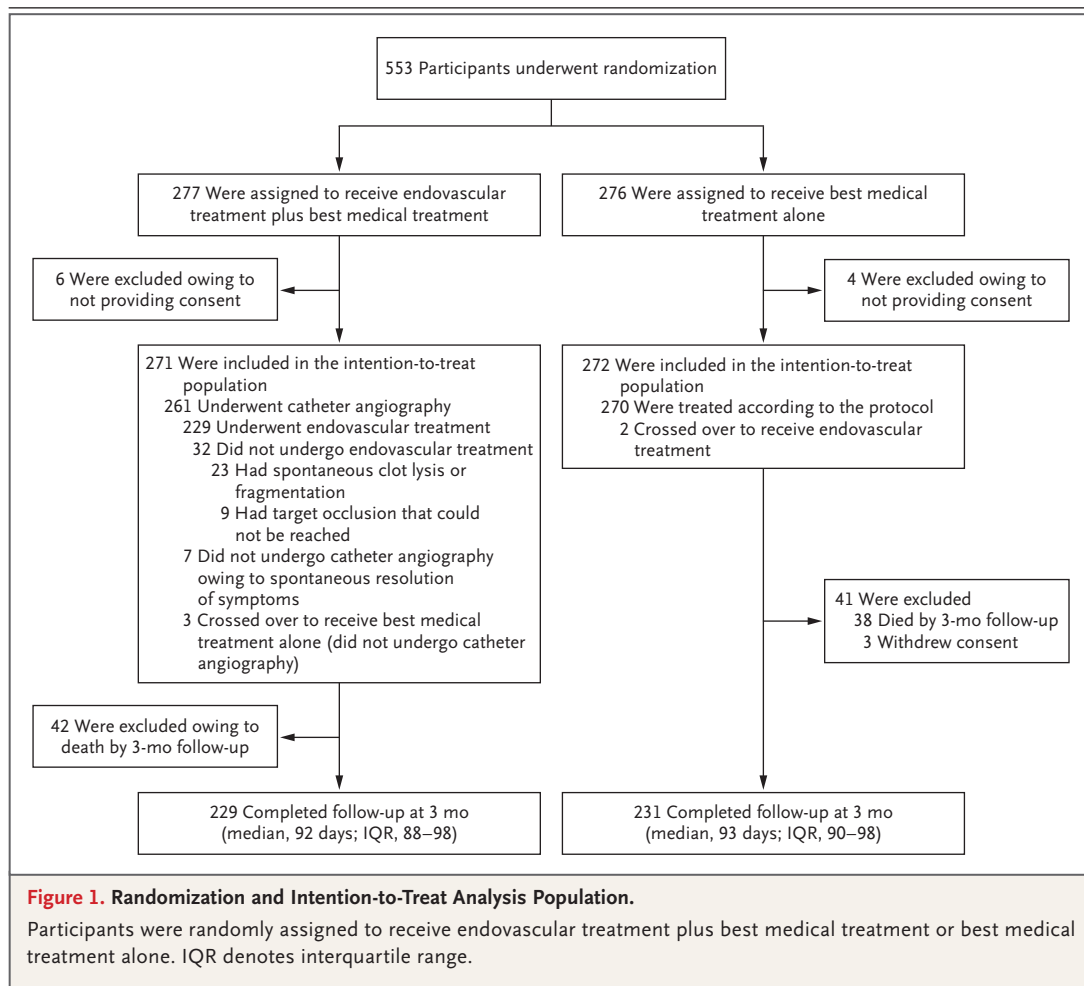 553 Participants underwent randomization
277 Were assigned to receive endovascular
treatment plus best medical treatment
276 Were assigned to receive best medical
treatment alone
6 Were excluded owing to
not providing consent
4 Were excluded owing to
not providing consent
271 Were included in the intention-to-treat
population
261 Underwent catheter angiography
229 Underwent endovascular treatment
32 Did not undergo endovascular treatment
23 Had spontaneous clot lysis or
fragmentation
9 Had target occlusion that could
not be reached
7 Did not undergo catheter angiography
owing to spontaneous resolution
of symptoms
3 Crossed over to receive best medical
treatment alone (did not undergo catheter
angiography)
272 Were included in the intention-to-treat
population
270 Were treated according to the protocol
2 Crossed over to receive endovascular
treatment
41 Were excluded
38 Died by 3-mo follow-up
3 Withdrew consent
42 Were excluded owing to
death by 3-mo follow-up
229 Completed follow-up at 3 mo
(median, 92 days; IQR, 88–98)
231 Completed follow-up at 3 mo
(median, 93 days; IQR, 90–98)
Figure 1. Randomization and Intention-to-Treat Analysis Population.
Participants were randomly assigned to receive endovascular treatment plus best medical treatment or best medical
treatment alone. IQR denotes interquartile range.